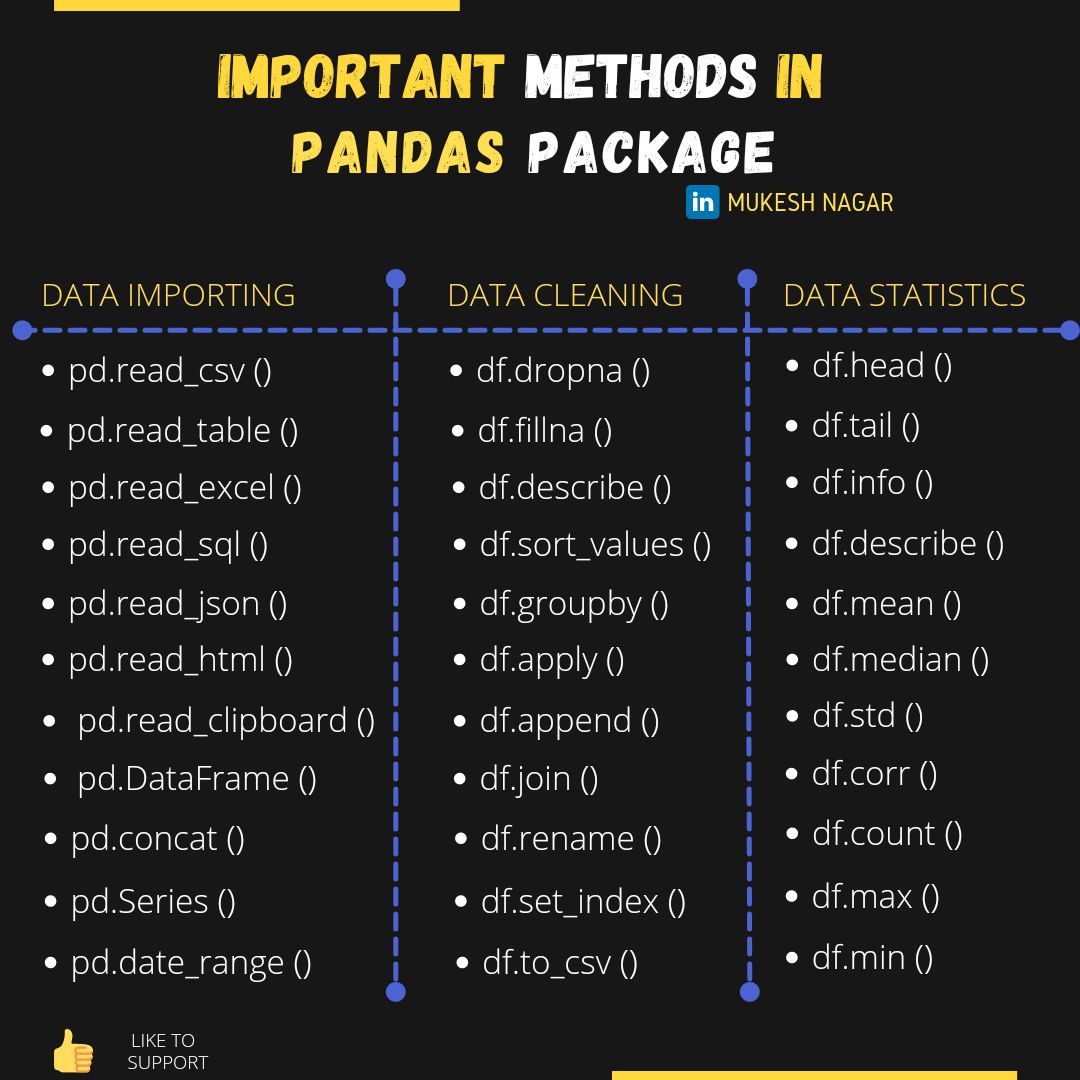 IMPORTANT METHODS IN
PANDAS PACKAGE
in MUKESH NAGAR
DATA IMPORTING
pd.read_csv ()
pd.read_table ()
pd.read_excel ()
pd.read_sql ()
pd.read_json ()
pd.read_html ()
pd.read_clipboard ()
pd.DataFrame ()
pd.concat ()
pd.Series ()
pd.date_range ()
DATA CLEANING
df.dropna ()
df.fillna ()
df.describe ()
df.sort_values ()
df.groupby ()
df.apply ()
df.append ()
df.join ()
df.rename ()
df.set_index ()
df.to_csv ()
DATA STATISTICS
df.head ()
df.tail ()
df.info ()
df.describe ()
df.mean ()
df.median ()
df.std ()
df.corr ()
df.count ()
df.max ()
df.min ()
LIKE TO
SUPPORT